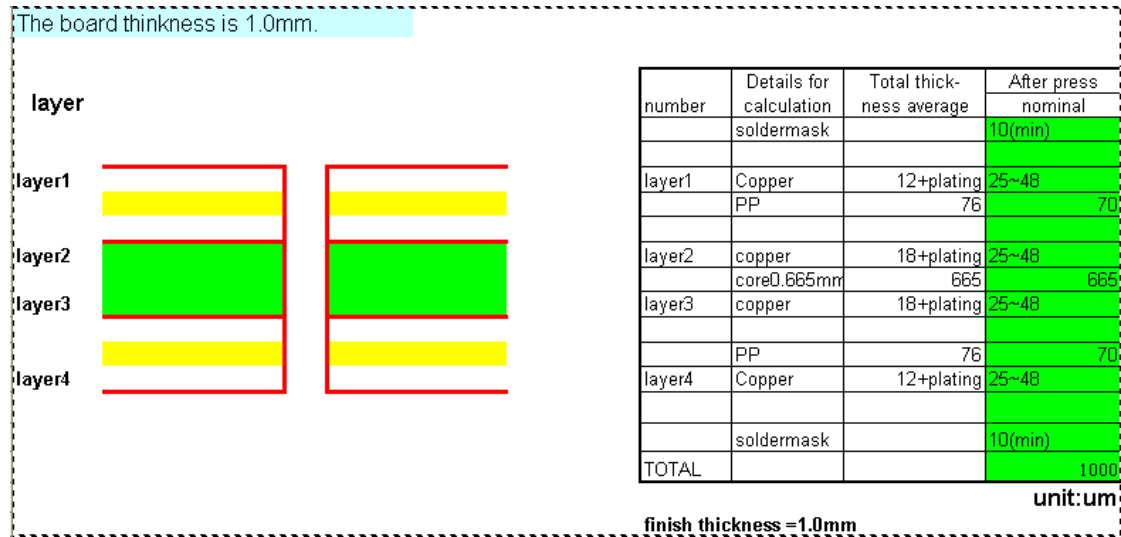 The board thinkness is 1.0mm.
layer
layer1
layer2
layer3
layer4
number Details for calculation Total thick-ness average After press nominal
soldermask 10(min)
layer1 Copper 12+plating 25~48
PP 76 70
layer2 copper 18+plating 25~48
core0.665mm 665 665
layer3 copper 18+plating 25~48
PP 76 70
layer4 Copper 12+plating 25~48
soldermask 10(min)
TOTAL 1000
unit:um
finish thickness =1.0mm